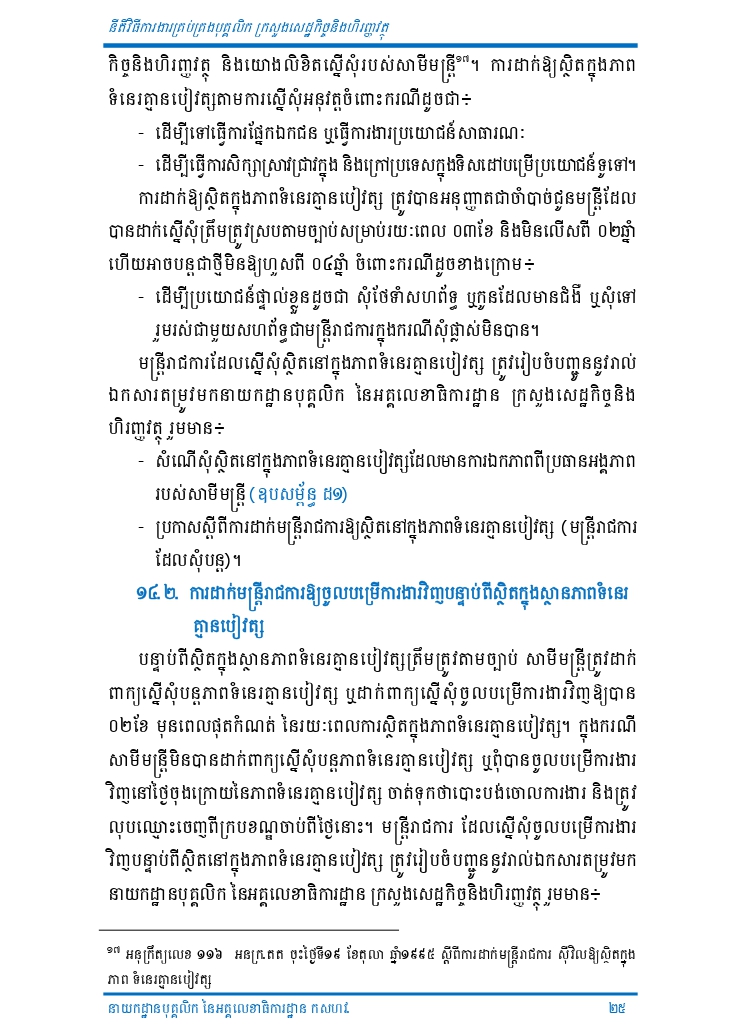 នីតិវិធីការងារគ្រប់គ្រងបុគ្គលិក ក្រសួងសេដ្ឋកិច្ចនិងហិរញ្ញវត្ថុ
កិច្ចនិងហិរញ្ញវត្ថុ និងយោងលិខិតស្នើសុំរបស់សាមីមន្ត្រី១៧។ ការដាក់ឱ្យស្ថិតក្នុងភាព
ទំនេរគ្មានបៀវត្សតាមការស្នើសុំអនុវត្តចំពោះករណីដូចជា÷
- ដើម្បីទៅធ្វើការផ្នែកឯកជន ឬធ្វើការងារប្រយោជន៍សាធារណៈ
- ដើម្បីធ្វើការសិក្សាស្រាវជ្រាវក្នុង និងក្រៅប្រទេសក្នុងទិសដៅបម្រើប្រយោជន៍ទូទៅ។
ការដាក់ឱ្យស្ថិតក្នុងភាពទំនេរគ្មានបៀវត្ស ត្រូវបានអនុញ្ញាតជាចាំបាច់ជូនមន្ត្រីដែល
បានដាក់ស្នើសុំត្រឹមត្រូវស្របតាមច្បាប់សម្រាប់រយៈពេល ០៣ខែ និងមិនលើសពី ០២ឆ្នាំ
ហើយអាចបន្តជាថ្មីមិនឱ្យហួសពី ០៤ឆ្នាំ ចំពោះករណីដូចខាងក្រោម÷
- ដើម្បីប្រយោជន៍ផ្ទាល់ខ្លួនដូចជា សុំថែទាំសហព័ទ្ធ ឬកូនដែលមានជំងឺ ឬសុំទៅ
រួមរស់ជាមួយសហព័ទ្ធជាមន្ត្រីរាជការក្នុងករណីសុំផ្លាស់មិនបាន។
មន្ត្រីរាជការដែលស្នើសុំស្ថិតនៅក្នុងភាពទំនេរគ្មានបៀវត្ស ត្រូវរៀបចំបញ្ជូននូវរាល់
ឯកសារតម្រូវមកនាយកដ្ឋានបុគ្គលិក នៃអគ្គលេខាធិការដ្ឋាន ក្រសួងសេដ្ឋកិច្ចនិង
ហិរញ្ញវត្ថុ រួមមាន÷
- សំណើសុំស្ថិតនៅក្នុងភាពទំនេរគ្មានបៀវត្សដែលមានការឯកភាពពីប្រធានអង្គភាព
របស់សាមីមន្ត្រី (ឧបសម្ព័ន្ធ ដ១)
- ប្រកាសស្តីពីការដាក់មន្ត្រីរាជការឱ្យស្ថិតនៅក្នុងភាពទំនេរគ្មានបៀវត្ស (មន្ត្រីរាជការ
ដែលសុំបន្ត)។
១៤.២. ការដាក់មន្ត្រីរាជការឱ្យចូលបម្រើការងារវិញបន្ទាប់ពីស្ថិតក្នុងស្ថានភាពទំនេរ
គ្មានបៀវត្ស
បន្ទាប់ពីស្ថិតក្នុងស្ថានភាពទំនេរគ្មានបៀវត្សត្រឹមត្រូវតាមច្បាប់ សាមីមន្ត្រីត្រូវដាក់
ពាក្យស្នើសុំបន្តភាពទំនេរគ្មានបៀវត្ស ឬដាក់ពាក្យស្នើសុំចូលបម្រើការងារវិញឱ្យបាន
០២ខែ មុនពេលផុតកំណត់ នៃរយៈពេលការស្ថិតក្នុងភាពទំនេរគ្មានបៀវត្ស។ ក្នុងករណី
សាមីមន្ត្រីមិនបានដាក់ពាក្យស្នើសុំបន្តភាពទំនេរគ្មានបៀវត្ស ឬពុំបានចូលបម្រើការងារ
វិញនៅថ្ងៃចុងក្រោយនៃភាពទំនេរគ្មានបៀវត្ស ចាត់ទុកថាបោះបង់ចោលការងារ និងត្រូវ
លុបឈ្មោះចេញពីក្របខណ្ឌចាប់ពីថ្ងៃនោះ។ មន្ត្រីរាជការ ដែលស្នើសុំចូលបម្រើការងារ
វិញបន្ទាប់ពីស្ថិតនៅក្នុងភាពទំនេរគ្មានបៀវត្ស ត្រូវរៀបចំបញ្ជូននូវរាល់ឯកសារតម្រូវមក
នាយកដ្ឋានបុគ្គលិក នៃអគ្គលេខាធិការដ្ឋាន ក្រសួងសេដ្ឋកិច្ចនិងហិរញ្ញវត្ថុ រួមមាន÷
១៧ អនុក្រឹត្យលេខ ១១៦ អនក្រ.តត ចុះថ្ងៃទី១៩ ខែតុលា ឆ្នាំ១៩៩៥ ស្តីពីការដាក់មន្ត្រីរាជការ ស៊ីវិលឱ្យស្ថិតក្នុង
ភាព ទំនេរគ្មានបៀវត្ស
នាយកដ្ឋានបុគ្គលិក នៃអគ្គលេខាធិការដ្ឋាន កសហវ. ២៥